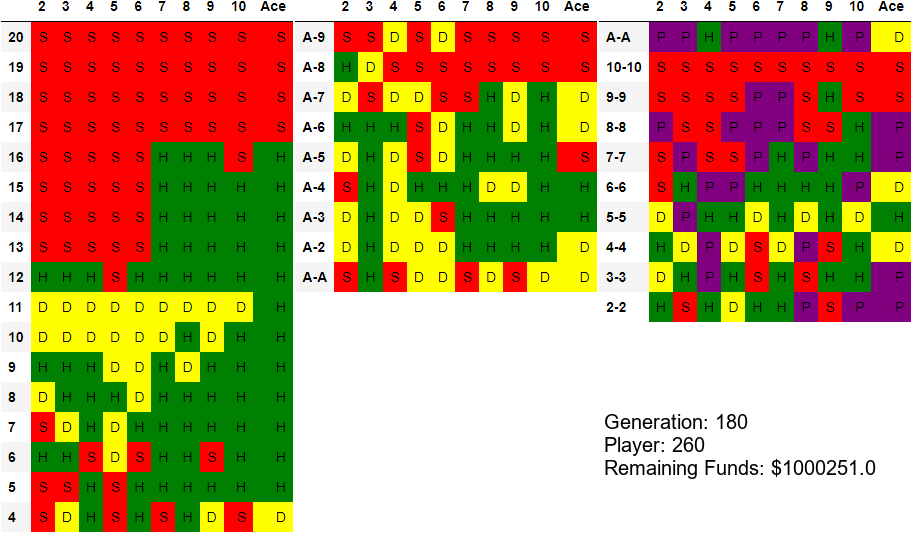 2 3 4 5 6 7 8 9 10 Ace
20 S S S S S S S S S S
19 S S S S S S S S S S
18 S S S S S S S S S S
17 S S S S S S S S S S
16 S S S S S H H H S H
15 S S S S S H H H H H
14 S S S S S H H H H H
13 S S S S S H H H H H
12 H H H S H H H H H H
11 D D D D D D D D D H
10 D D D D D D H D H H
9 H H H D D H D H H H
8 D H H H D H H H H H
7 S D H D H H H H H H
6 H H S D S H H S H H
5 S S H S H H H H H H
4 S D H S H S H D S D
2 3 4 5 6 7 8 9 10 Ace
A-9 S S D S D S S S S S
A-8 H D S S S S S S S S
A-7 D S D D S S H D H D
A-6 H H H S D H H D H D
A-5 D H D S D H H H H S
A-4 S H D H H H D D H H
A-3 D H D D S H H H H H
A-2 D H D D D H H H H D
A-A S H S D D S D S D D
2 3 4 5 6 7 8 9 10 Ace
A-A P P H P P P P H P D
10-10 S S S S S S S S S S
9-9 S S S S P P S H S S
8-8 P S S P P P S S H P
7-7 S P S S P H P H H P
6-6 S H P P H H H H P D
5-5 D P H H D H D H D H
4-4 H D P D S D P S H D
3-3 D H P H S H S H H P
2-2 H S H D H H P S P P
Generation: 180
Player: 260
Remaining Funds: $1000251.0